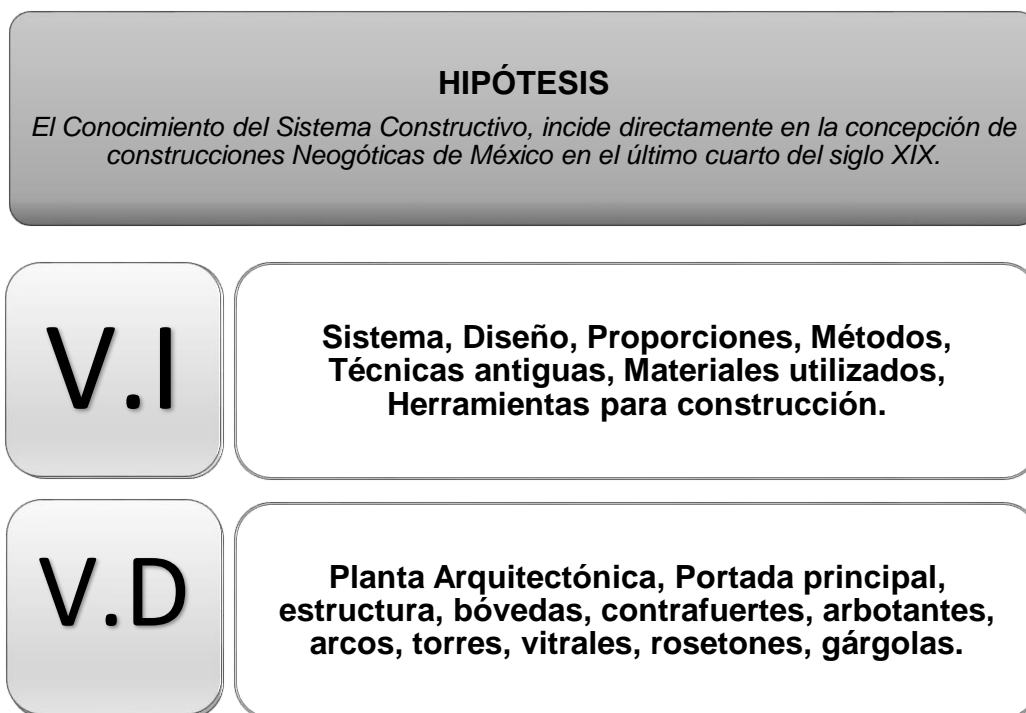 HIPÓTESIS
El Conocimiento del Sistema Constructivo, incide directamente en la concepción de
construcciones Neogóticas de México en el último cuarto del siglo XIX.
V.I
Sistema, Diseño, Proporciones, Métodos,
Técnicas antiguas, Materiales utilizados,
Herramientas para construcción.
V.D
Planta Arquitectónica, Portada principal,
estructura, bóvedas, contrafuertes, arbotantes,
arcos, torres, vitrales, rosetones, gárgolas.